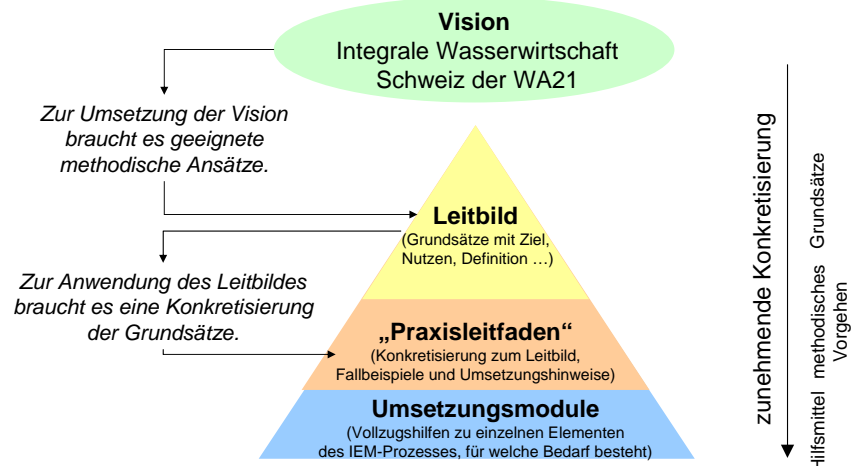 Vision
Integrale Wasserwirtschaft
Schweiz der WA21
Zur Umsetzung der Vision
braucht es geeignete
methodische Ansätze.
Leitbild
(Grundsätze mit Ziel,
Nutzen, Definition …)
Zur Anwendung des Leitbildes
braucht es eine Konkretisierung
der Grundsätze.
„Praxisleitfaden“
(Konkretisierung zum Leitbild,
Fallbeispiele und Umsetzungshinweise)
Umsetzungsmodule
(Vollzugshilfen zu einzelnen Elementen
des IEM-Prozesses, für welche Bedarf besteht)
zunehmende Konkretisierung
Hilfsmittel methodisches Grundsätze
Vorgehen